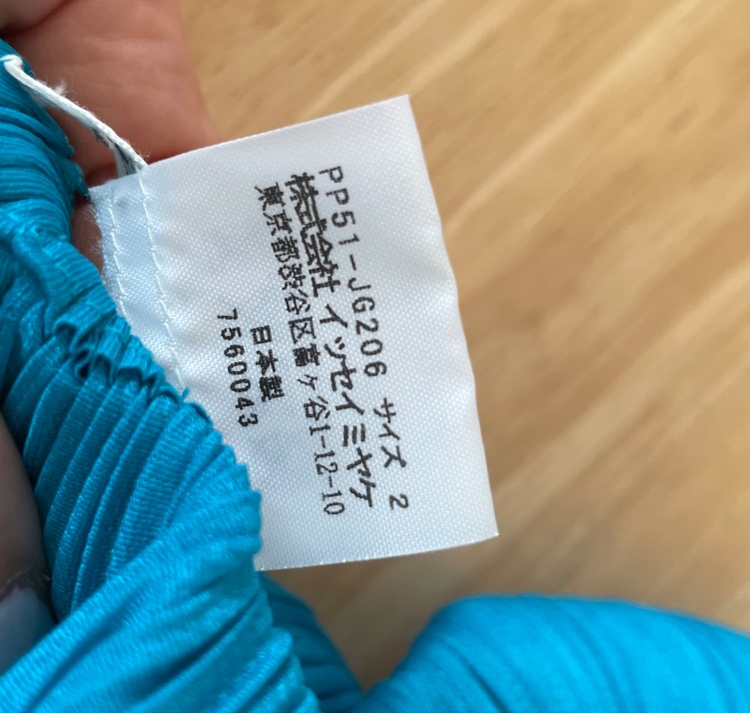 PP51-JG206 サイズ 2
株式会社 イッセイミヤケ
東京都渋谷区富ヶ谷1-12-10
日本製
7560043